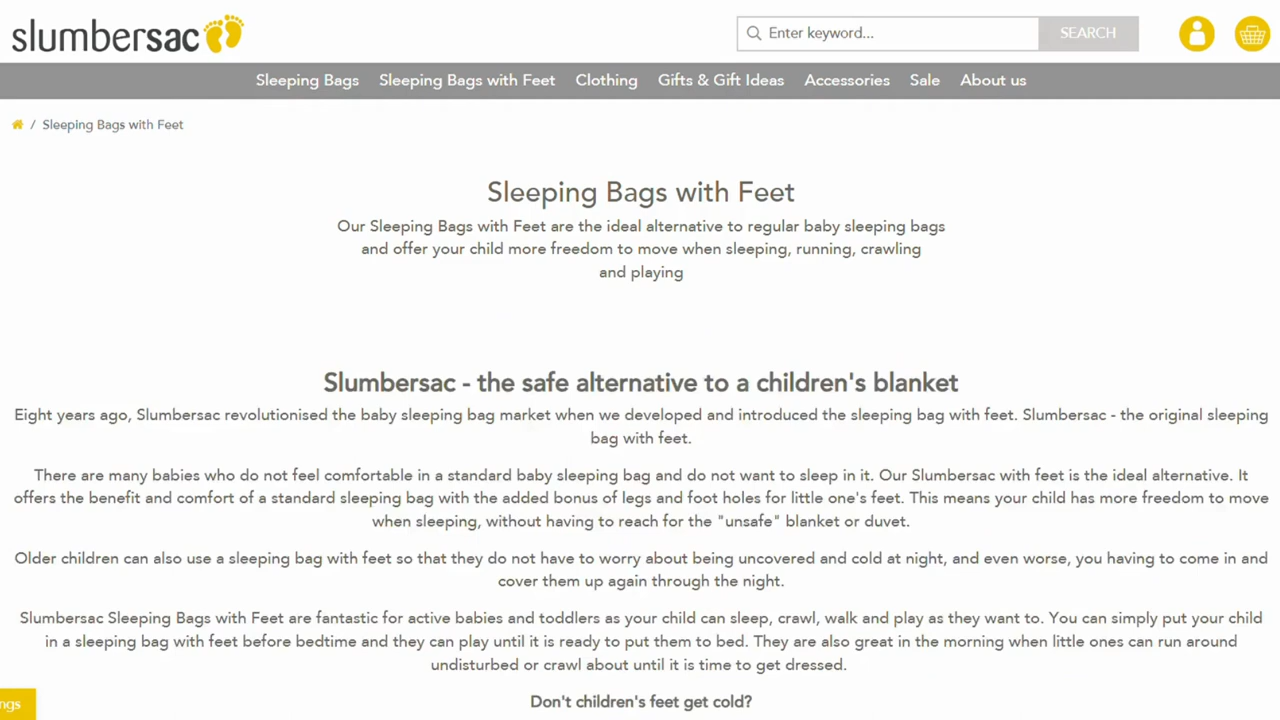 slumbersac
Enter keyword...
SEARCH
Sleeping Bags Sleeping Bags with Feet Clothing Gifts & Gift Ideas Accessories Sale About us
/ Sleeping Bags with Feet
Sleeping Bags with Feet
Our Sleeping Bags with Feet are the ideal alternative to regular baby sleeping bags
and offer your child more freedom to move when sleeping, running, crawling
and playing
Slumbersac - the safe alternative to a children's blanket
Eight years ago, Slumbersac revolutionised the baby sleeping bag market when we developed and introduced the sleeping bag with feet. Slumbersac - the original sleeping
bag with feet.
There are many babies who do not feel comfortable in a standard baby sleeping bag and do not want to sleep in it. Our Slumbersac with feet is the ideal alternative. It
offers the benefit and comfort of a standard sleeping bag with the added bonus of legs and foot holes for little one's feet. This means your child has more freedom to move
when sleeping, without having to reach for the "unsafe" blanket or duvet.
Older children can also use a sleeping bag with feet so that they do not have to worry about being uncovered and cold at night, and even worse, you having to come in and
cover them up again through the night.
Slumbersac Sleeping Bags with Feet are fantastic for active babies and toddlers as your child can sleep, crawl, walk and play as they want to. You can simply put your child
in a sleeping bag with feet before bedtime and they can play until it is ready to put them to bed. They are also great in the morning when little ones can run around
undisturbed or crawl about until it is time to get dressed.
Don't children's feet get cold?
ngs